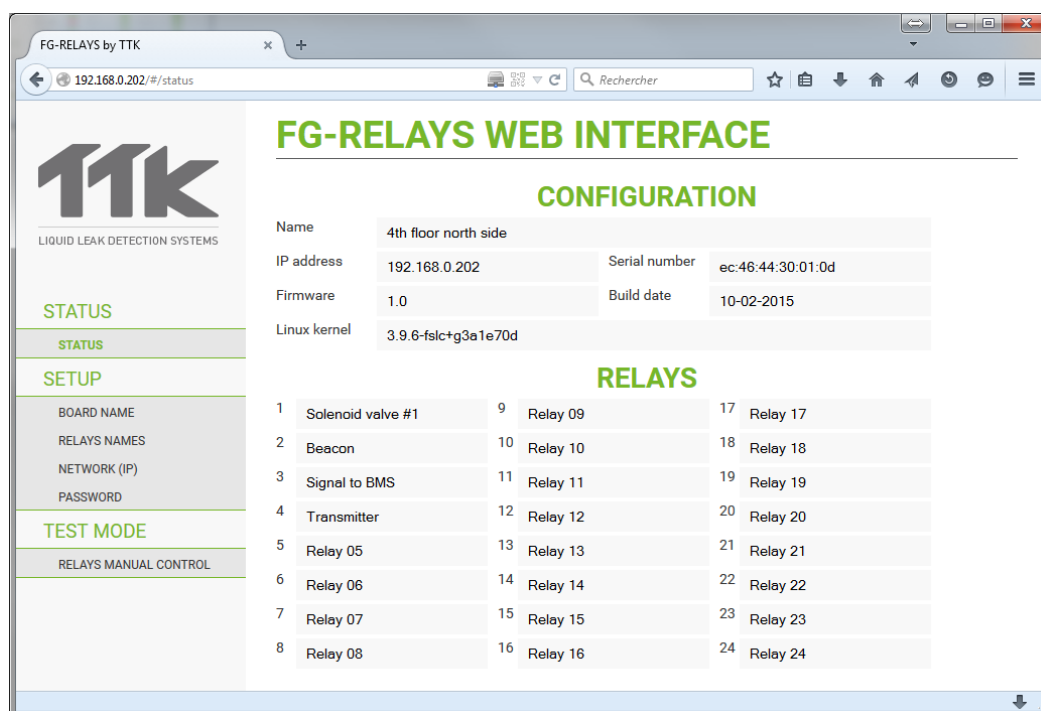 FG-RELAYS by TTK
192.168.0.202/#/status
Rechercher
TTK
LIQUID LEAK DETECTION SYSTEMS
STATUS
STATUS
SETUP
BOARD NAME
RELAYS NAMES
NETWORK (IP)
PASSWORD
TEST MODE
RELAYS MANUAL CONTROL
FG-RELAYS WEB INTERFACE
CONFIGURATION
Name 4th floor north side
IP address 192.168.0.202 Serial number ec:46:44:30:01:0d
Firmware 1.0 Build date 10-02-2015
Linux kernel 3.9.6-fslc+g3a1e70d
RELAYS
1 Solenoid valve #1 9 Relay 09 17 Relay 17
2 Beacon 10 Relay 10 18 Relay 18
3 Signal to BMS 11 Relay 11 19 Relay 19
4 Transmitter 12 Relay 12 20 Relay 20
5 Relay 05 13 Relay 13 21 Relay 21
6 Relay 06 14 Relay 14 22 Relay 22
7 Relay 07 15 Relay 15 23 Relay 23
8 Relay 08 16 Relay 16 24 Relay 24